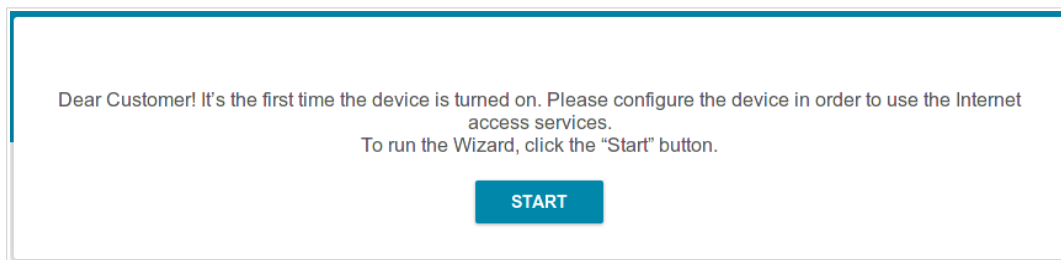 Dear Customer! It's the first time the device is turned on. Please configure the device in order to use the Internet
access services.
To run the Wizard, click the “Start” button.
START